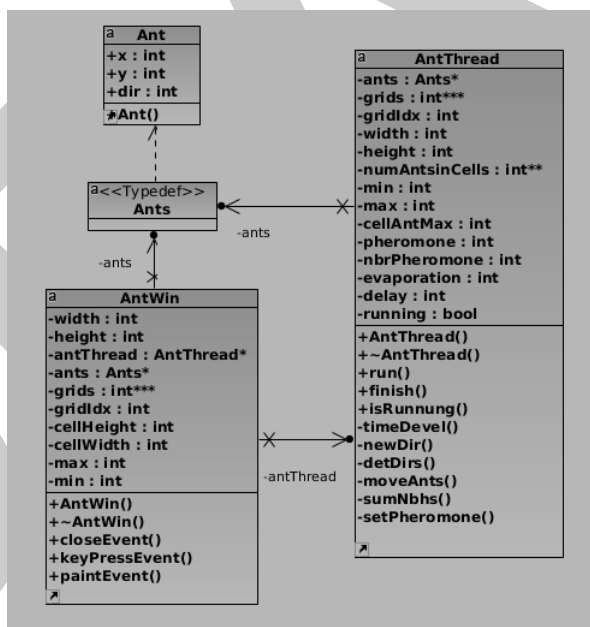 a Ant
+x : int
+y : int
+dir : int
+Ant()
a <<Typedef>>
Ants
-ants
-ants
a AntWin
-width : int
-height : int
-antThread : AntThread*
-ants : Ants*
-grids : int***
-gridIdx : int
-cellHeight : int
-cellWidth : int
-max : int
-min : int
+AntWin()
+~AntWin()
+closeEvent()
+keyPressEvent()
+paintEvent()
-antThread
a AntThread
-ants : Ants*
-grids : int***
-gridIdx : int
-width : int
-height : int
-numAntsinCells : int**
-min : int
-max : int
-cellAntMax : int
-pheromone : int
-nbrPheromone : int
-evaporation : int
-delay : int
-running : bool
+AntThread()
+~AntThread()
+run()
+finish()
+isRunnung()
-timeDevel()
-newDir()
-detDirs()
-moveAnts()
-sumNbhs()
-setPheromone()